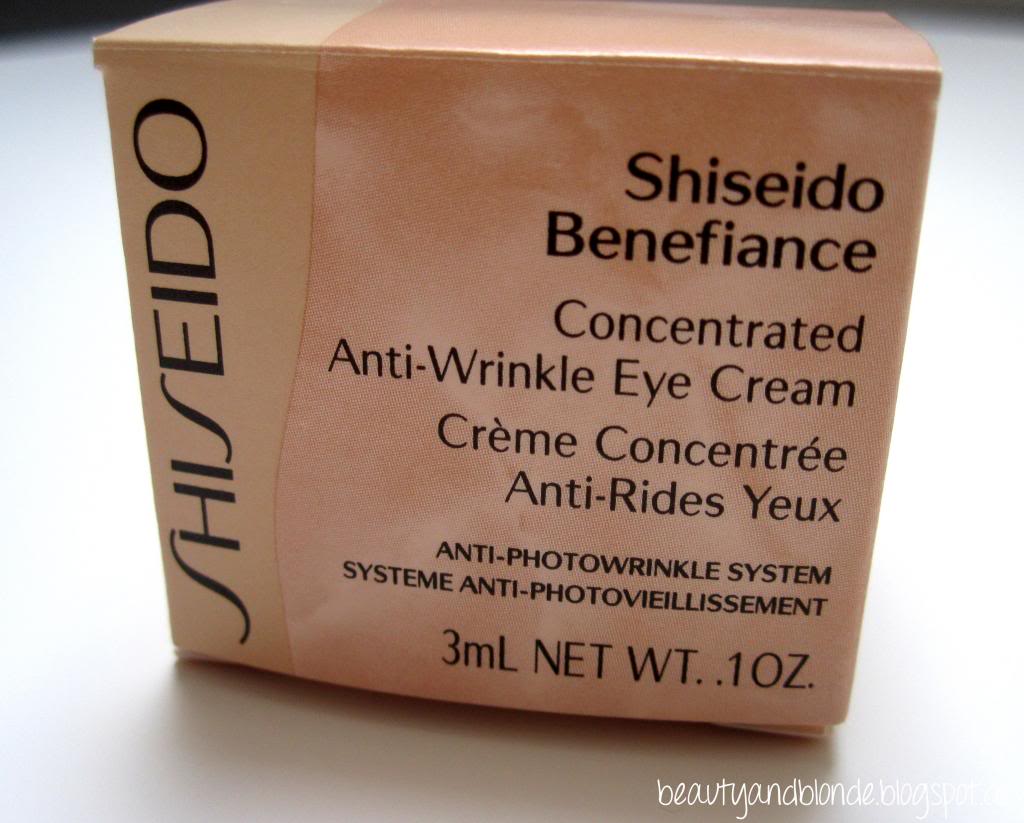 SHISEIDO
Shiseido
Benefiance
Concentrated
Anti-Wrinkle Eye Cream
Crème Concentrée
Anti-Rides Yeux
ANTI-PHOTOWRINKLE SYSTEM
SYSTEME ANTI-PHOTOVIEILLISSEMENT
3mL NET WT. .1OZ.
beautyandblonde.blogspot.c